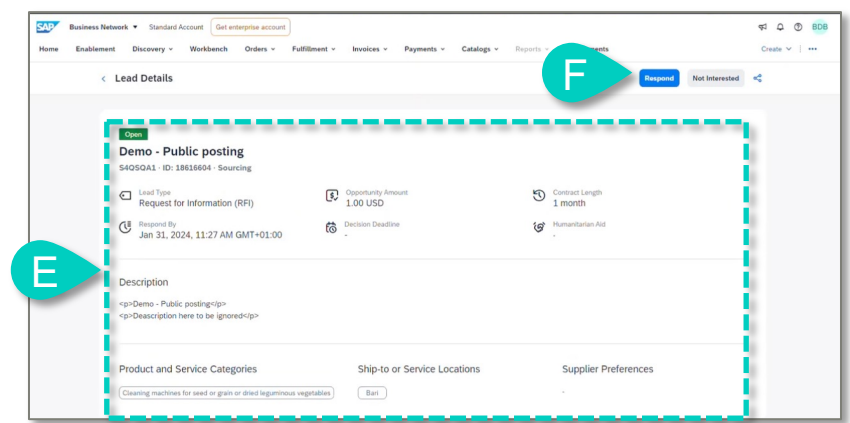 SAP Business Network Standard Account Get enterprise account BDB
Home Enablement Discovery Workbench Orders Fulfillment Invoices Payments Catalogs Reports Create
< Lead Details F Respond Not Interested
Open
Demo - Public posting
S4QSQA1 · ID: 18616604 · Sourcing
Lead Type Opportunity Amount Contract Length
Request for Information (RFI) 1.00 USD 1 month
Respond By Decision Deadline Humanitarian Aid
Jan 31, 2024, 11:27 AM GMT+01:00 - -
E
Description
<p>Demo - Public posting</p>
<p>Deascription here to be ignored</p>
Product and Service Categories Ship-to or Service Locations Supplier Preferences
Cleaning machines for seed or grain or dried leguminous vegetables Bari -